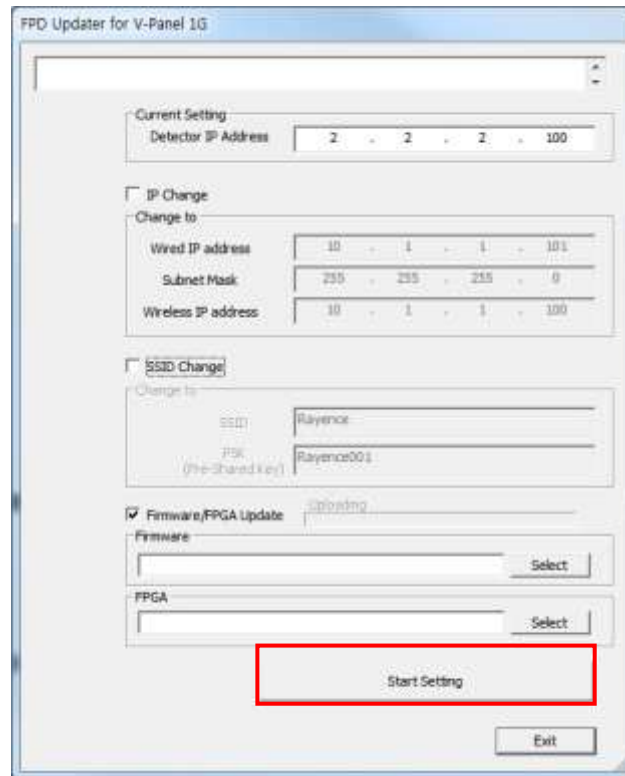 FPD Updater for V-Panel 1G
Current Setting
Detector IP Address 2 . 2 . 2 . 100
IP Change
Change to
Wired IP address 10 . 1 . 1 . 101
Subnet Mask 255 . 255 . 255 . 0
Wireless IP address 10 . 1 . 1 . 100
SSID Change
Change to
SSID Rayence
PSK
(Pre-Shared Key) Rayence001
Firmware/FPGA Update Uploading
Firmware
Select
FPGA
Select
Start Setting
Exit